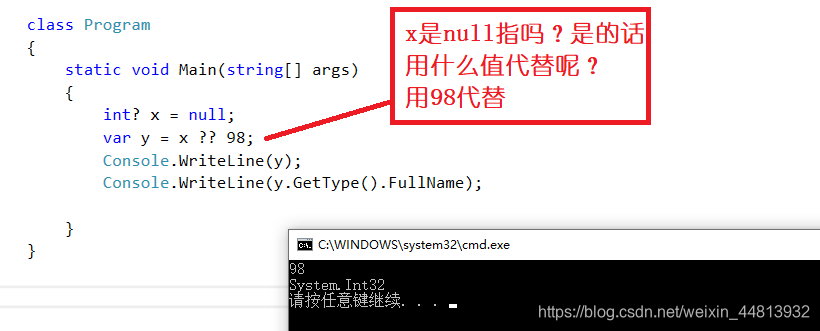 class Program
{
static void Main(string[] args)
{
int? x = null;
var y = x ?? 98;
Console.WriteLine(y);
Console.WriteLine(y.GetType().FullName);
}
}
x是null指吗？是的话
用什么值代替呢？
用98代替
C:\WINDOWS\system32\cmd.exe
98
System.Int32
请按任意键继续. . .
https://blog.csdn.net/weixin_44813932